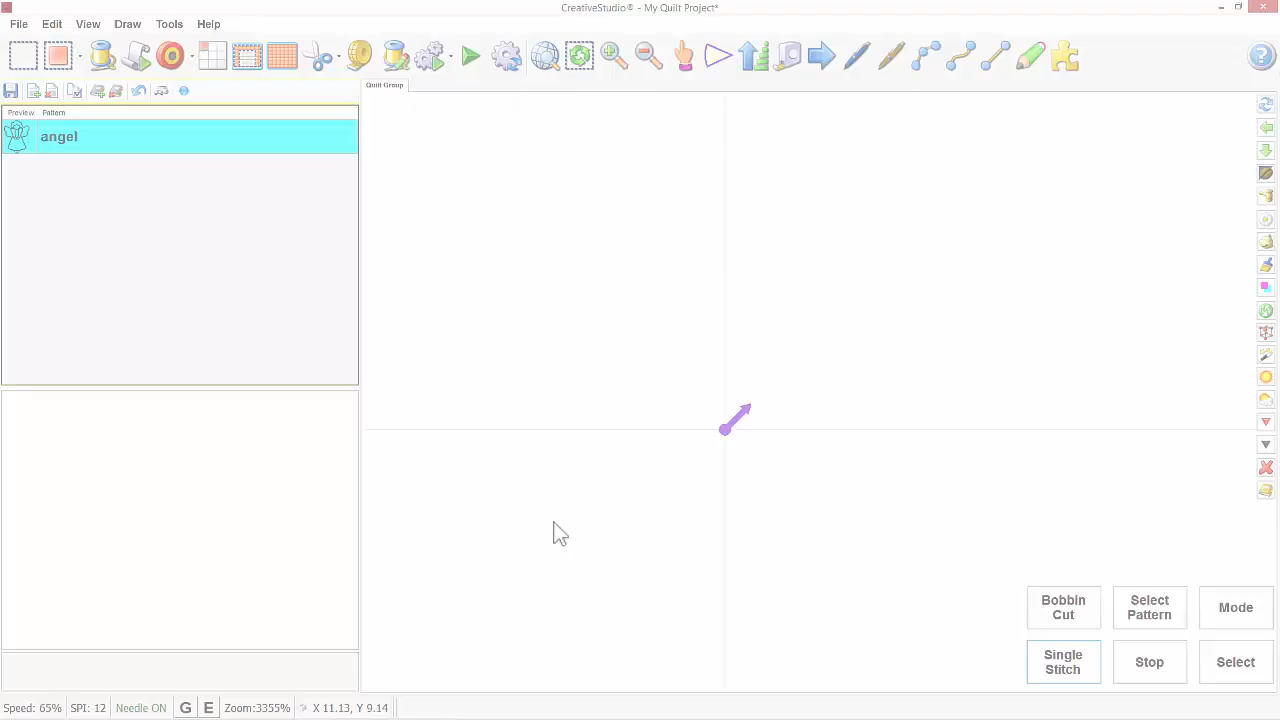 CreativeStudio® - My Quilt Project*
File Edit View Draw Tools Help
Quilt Group
Preview Pattern
angel
Bobbin Cut
Select Pattern
Mode
Single Stitch
Stop
Select
Speed: 65% SPI: 12 Needle ON G E Zoom:3355% X 11.13, Y 9.14